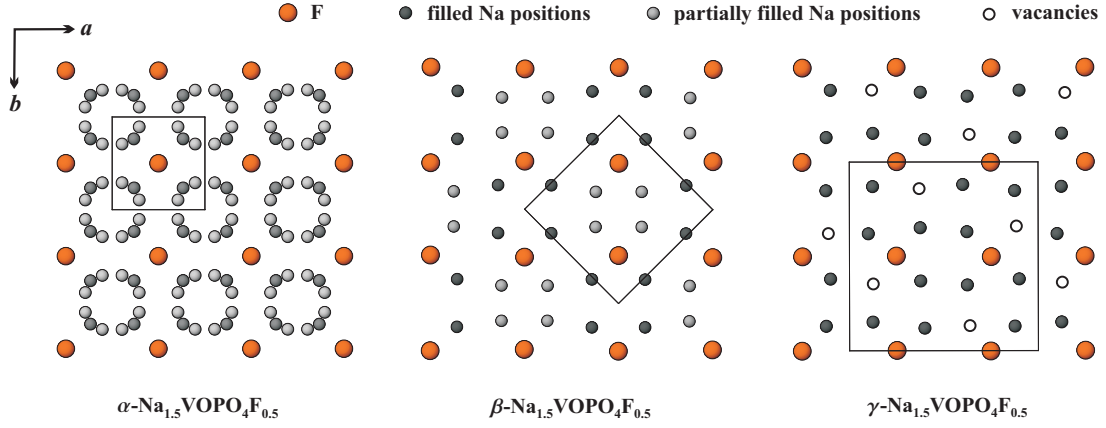 F filled Na positions partially filled Na positions vacancies
a
b
α-Na₁.₅VOPO₄F₀.₅ β-Na₁.₅VOPO₄F₀.₅ γ-Na₁.₅VOPO₄F₀.₅